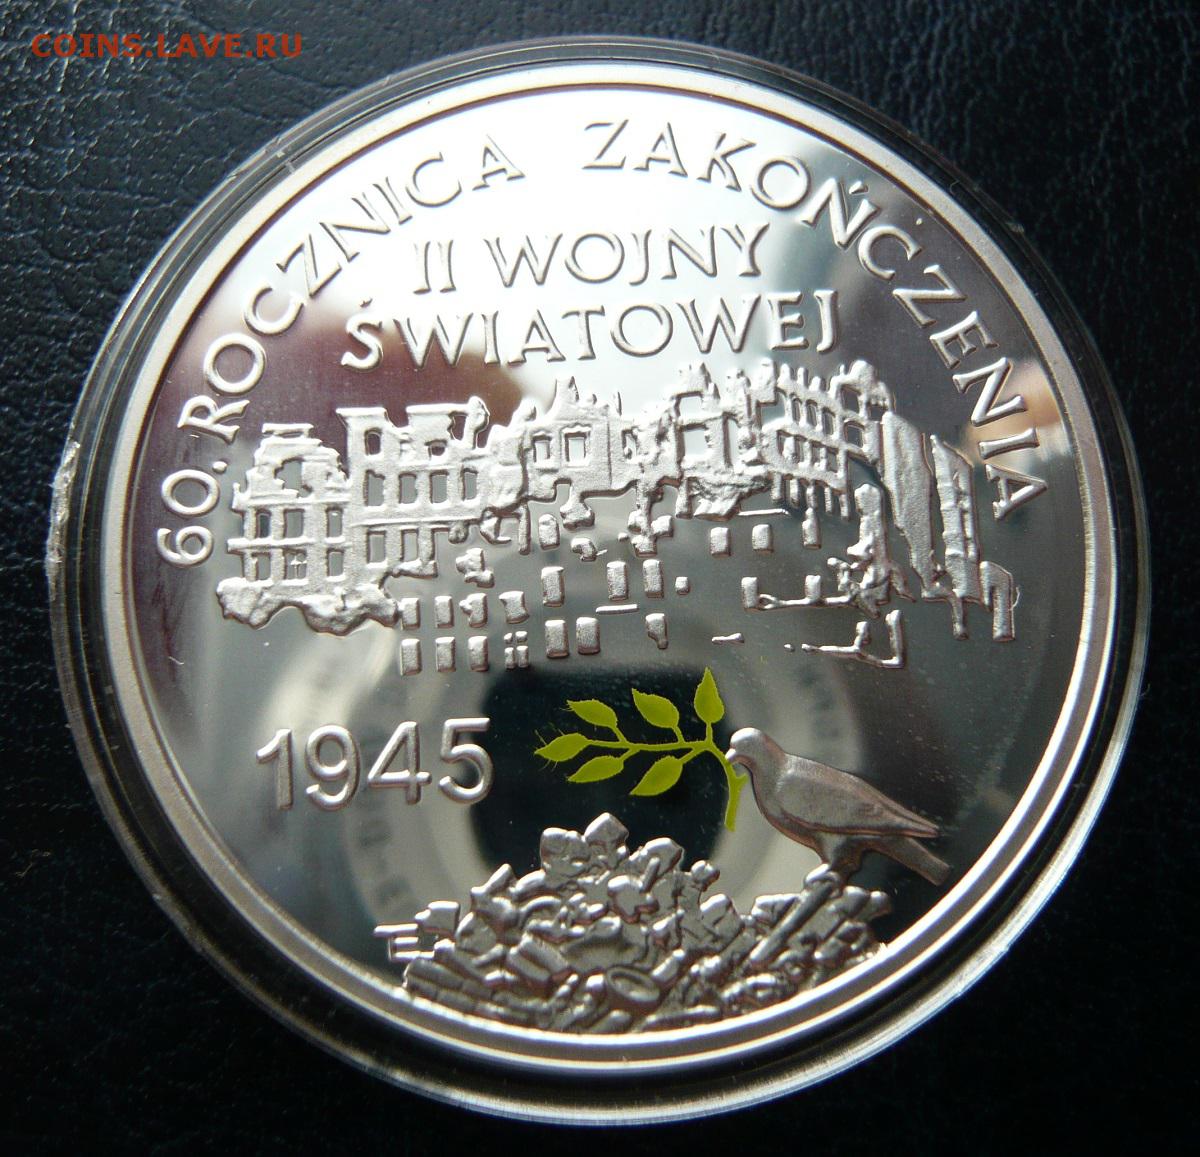 COINS.LAVE.RU
60. ROCZNICA ZAKOŃCZENIA
II WOJNY
ŚWIATOWEJ
1945